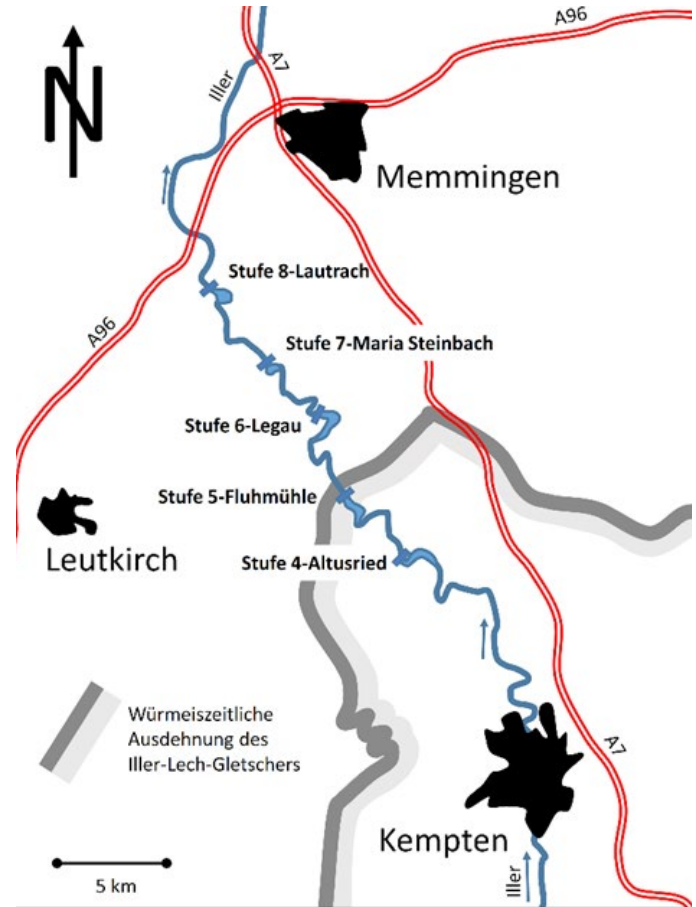 N
A96
A7
Iller
Memmingen
Stufe 8-Lautrach
A96
Stufe 7-Maria Steinbach
Stufe 6-Legau
Stufe 5-Fluhmühle
Leutkirch
Stufe 4-Altusried
Würmeiszeitliche
Ausdehnung des
Iller-Lech-Gletschers
A7
Kempten
5 km
Iller